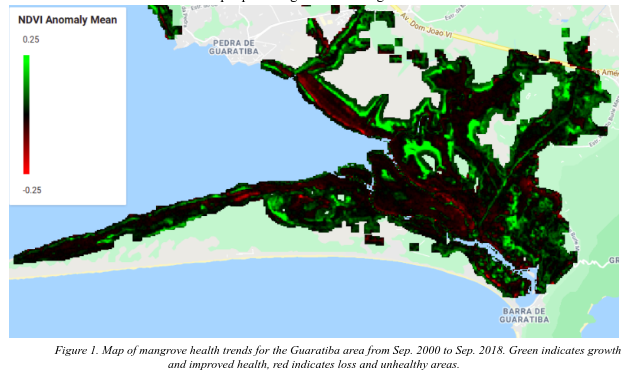 NDVI Anomaly Mean
0.25
-0.25
PEDRA DE
GUARATIBA
Av. Dom João VI
BARRA DE
GUARATIBA
Figure 1. Map of mangrove health trends for the Guaratiba area from Sep. 2000 to Sep. 2018. Green indicates growth
and improved health, red indicates loss and unhealthy areas.